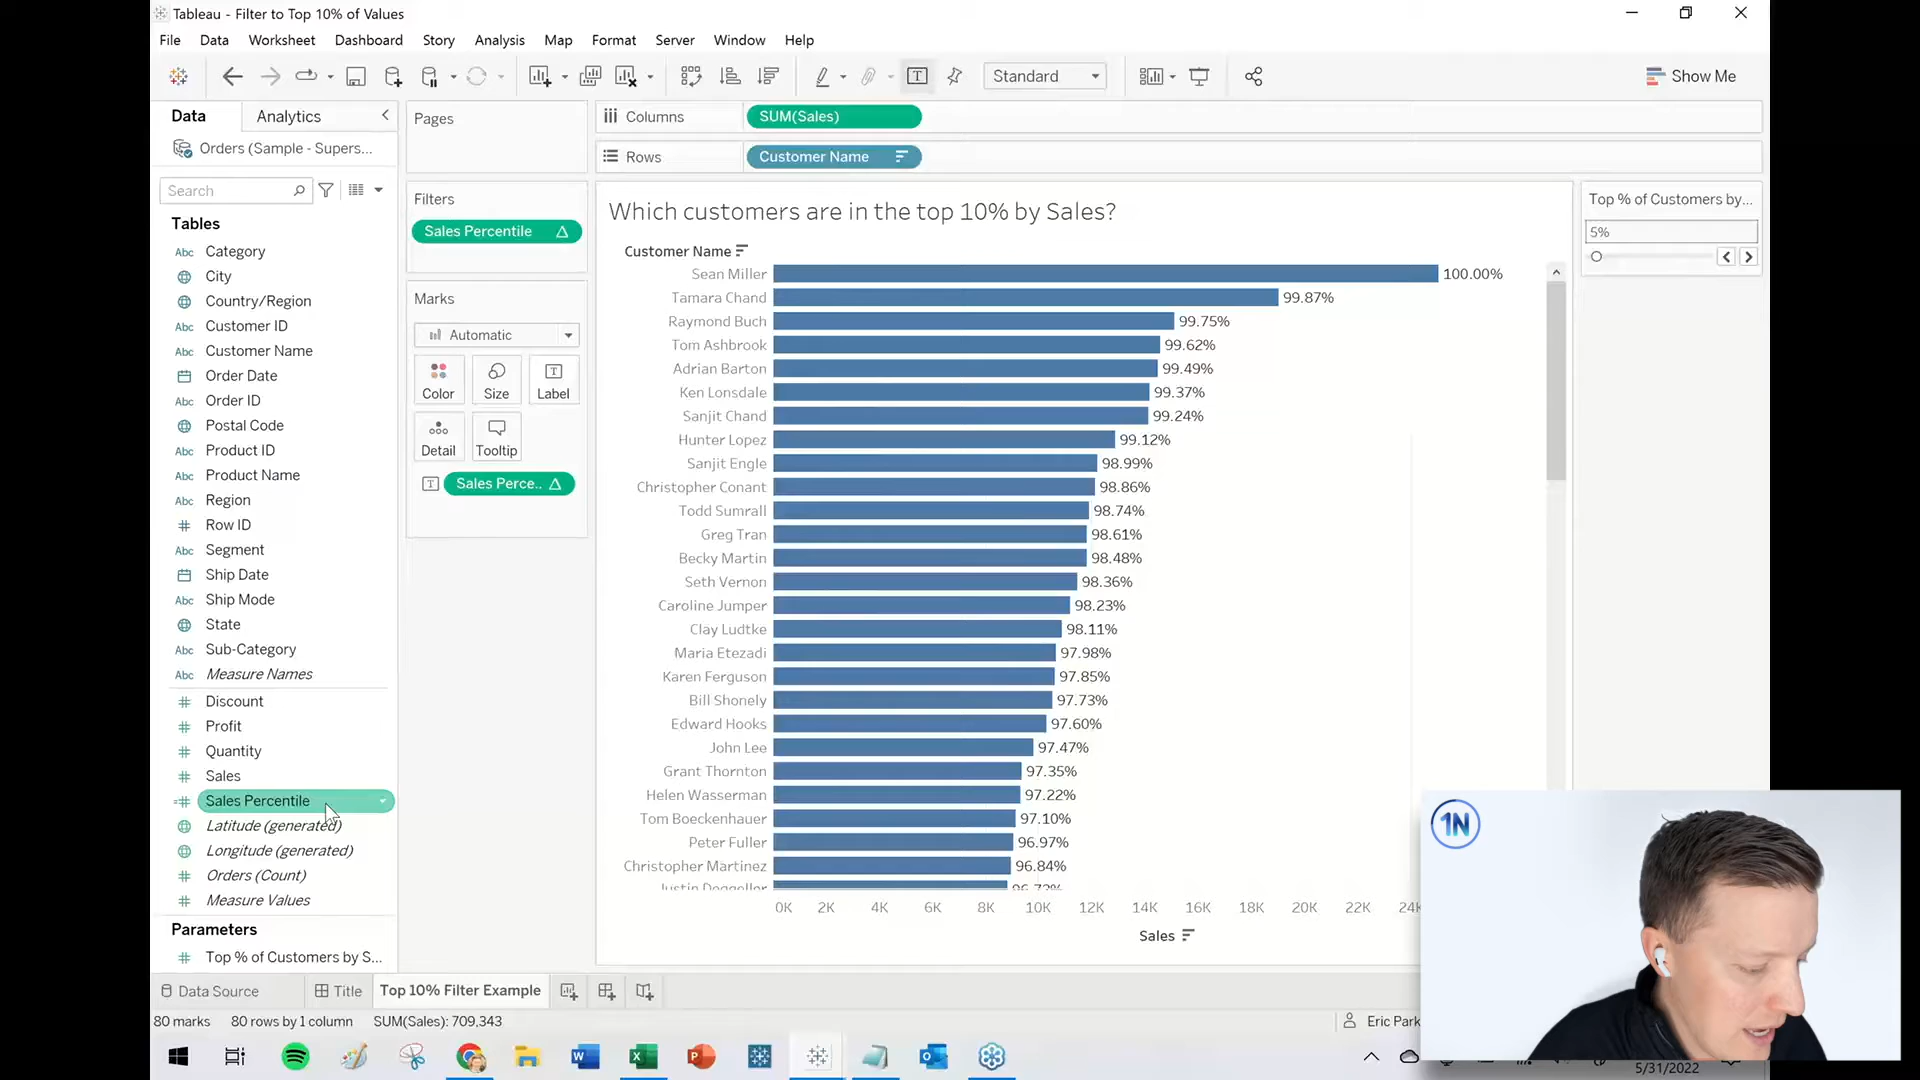 Tableau - Filter to Top 10% of Values
File Data Worksheet Dashboard Story Analysis Map Format Server Window Help
Standard
Show Me
Data
Analytics
Orders (Sample - Supers...
Search
Tables
Abc Category
City
Country/Region
Abc Customer ID
Abc Customer Name
Order Date
Abc Order ID
Postal Code
Abc Product ID
Abc Product Name
Abc Region
# Row ID
Abc Segment
Ship Date
Abc Ship Mode
State
Abc Sub-Category
Abc Measure Names
# Discount
# Profit
# Quantity
# Sales
=# Sales Percentile
Latitude (generated)
Longitude (generated)
# Orders (Count)
# Measure Values
Parameters
# Top % of Customers by S...
Pages
Filters
Sales Percentile
Marks
Automatic
Color
Size
Label
Detail
Tooltip
Sales Perce..
Columns
SUM(Sales)
Rows
Customer Name
Which customers are in the top 10% by Sales?
Customer Name
Sean Miller 100.00%
Tamara Chand 99.87%
Raymond Buch 99.75%
Tom Ashbrook 99.62%
Adrian Barton 99.49%
Ken Lonsdale 99.37%
Sanjit Chand 99.24%
Hunter Lopez 99.12%
Sanjit Engle 98.99%
Christopher Conant 98.86%
Todd Sumrall 98.74%
Greg Tran 98.61%
Becky Martin 98.48%
Seth Vernon 98.36%
Caroline Jumper 98.23%
Clay Ludtke 98.11%
Maria Etezadi 97.98%
Karen Ferguson 97.85%
Bill Shonely 97.73%
Edward Hooks 97.60%
John Lee 97.47%
Grant Thornton 97.35%
Helen Wasserman 97.22%
Tom Boeckenhauer 97.10%
Peter Fuller 96.97%
Christopher Martinez 96.84%
0K 2K 4K 6K 8K 10K 12K 14K 16K 18K 20K 22K 24K
Sales
Top % of Customers by...
5%
1N
Data Source
Title
Top 10% Filter Example
80 marks
80 rows by 1 column
SUM(Sales): 709,343
Eric Park
5/31/2022